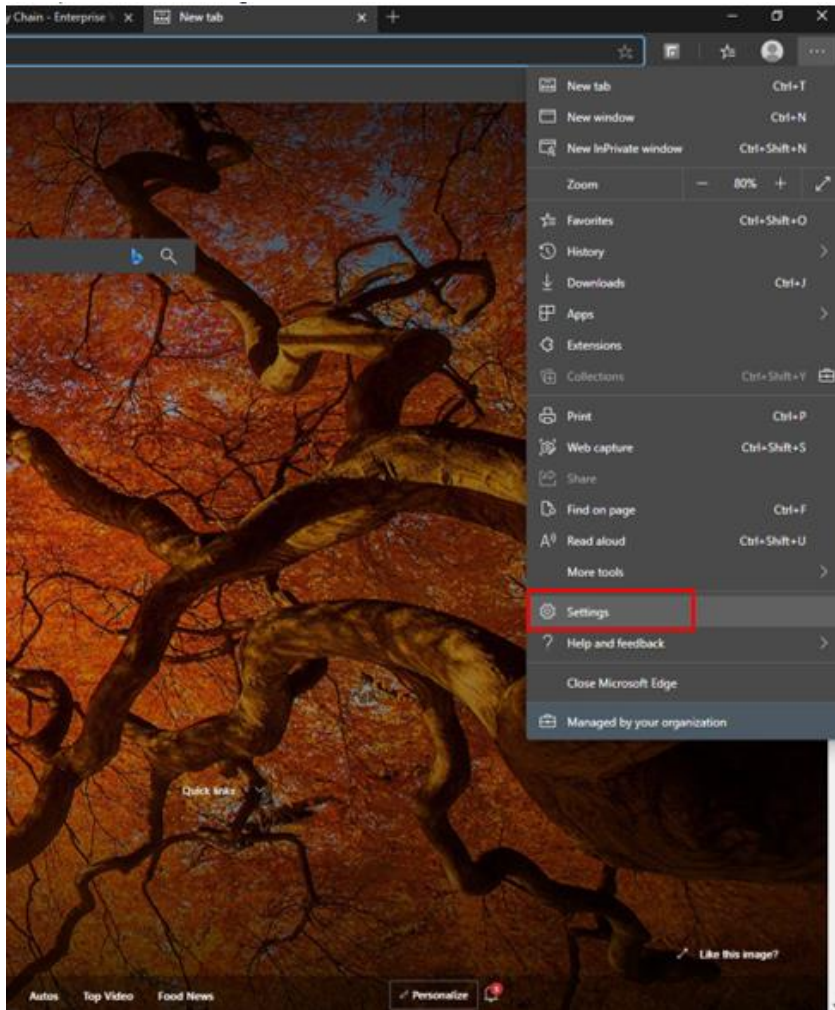 y Chain - Enterprise
New tab
New tab Ctrl+T
New window Ctrl+N
New InPrivate window Ctrl+Shift+N
Zoom 80%
Favorites Ctrl+Shift+O
History
Downloads Ctrl+J
Apps
Extensions
Collections Ctrl+Shift+Y
Print Ctrl+P
Web capture Ctrl+Shift+S
Share
Find on page Ctrl+F
Read aloud Ctrl+Shift+U
More tools
Settings
Help and feedback
Close Microsoft Edge
Managed by your organization
Quick links
Like this image?
Autos Top Video Food News Personalize